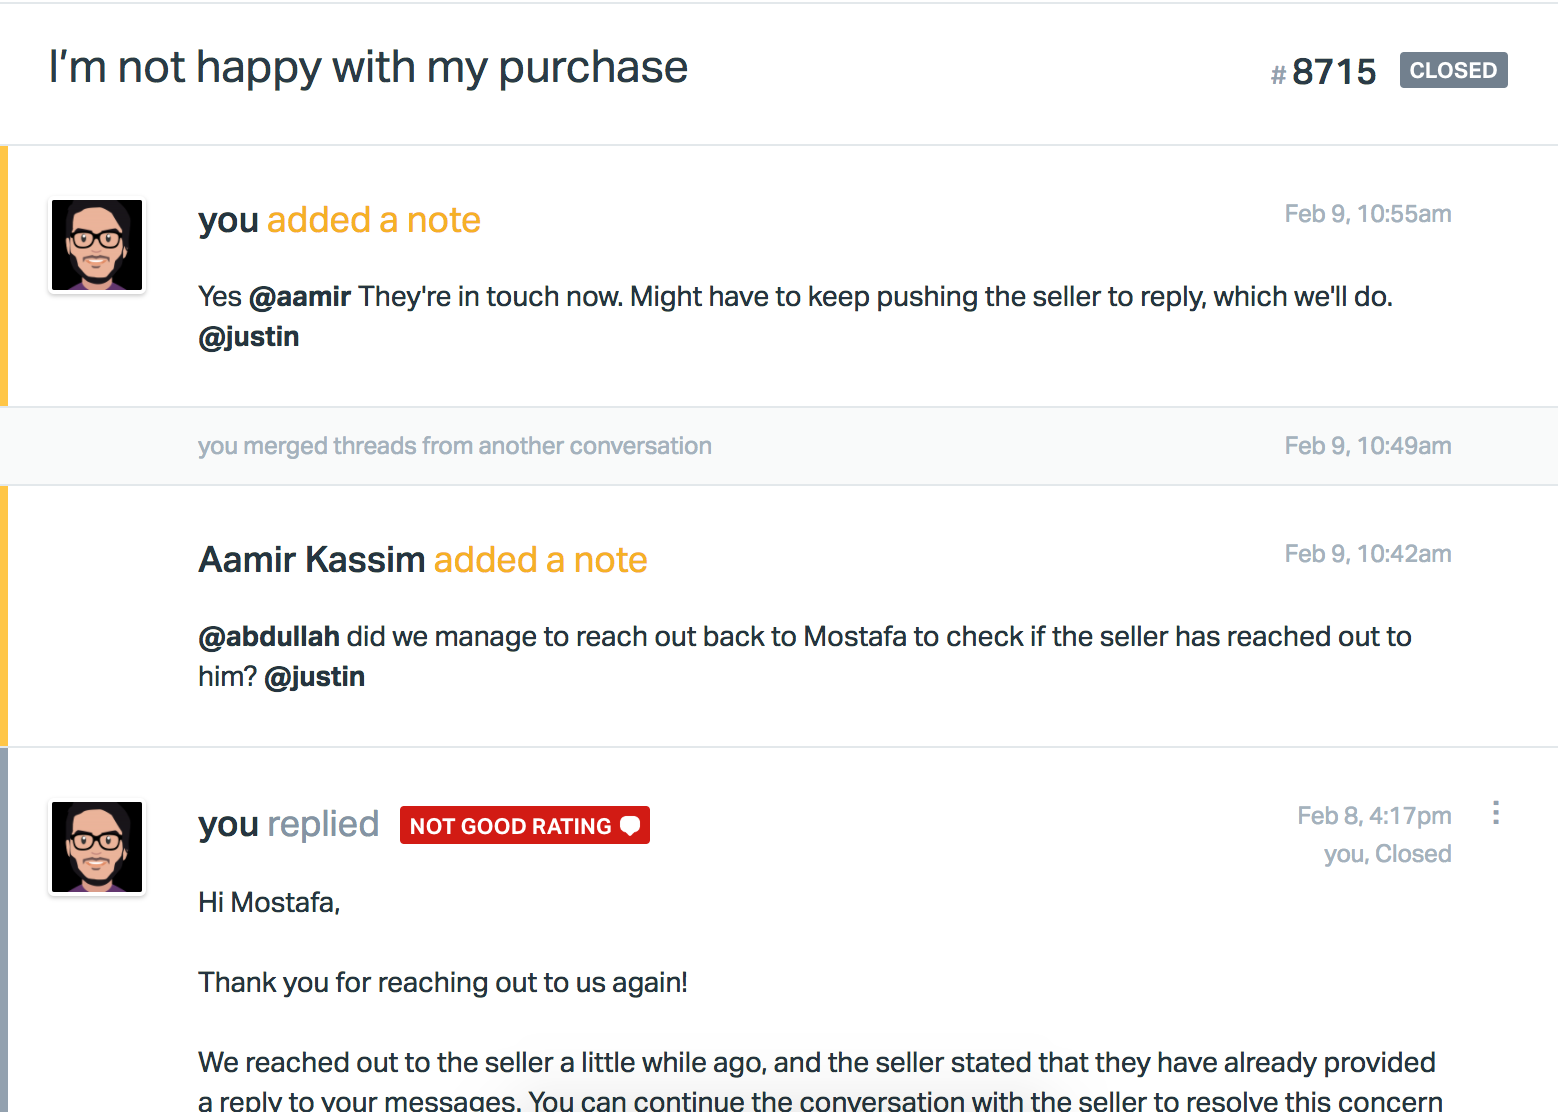 I'm not happy with my purchase
#8715 CLOSED
you added a note
Feb 9, 10:55am
Yes @aamir They're in touch now. Might have to keep pushing the seller to reply, which we'll do.
@justin
you merged threads from another conversation
Feb 9, 10:49am
Aamir Kassim added a note
Feb 9, 10:42am
@abdullah did we manage to reach out back to Mostafa to check if the seller has reached out to
him? @justin
you replied NOT GOOD RATING
Feb 8, 4:17pm
you, Closed
Hi Mostafa,
Thank you for reaching out to us again!
We reached out to the seller a little while ago, and the seller stated that they have already provided
a reply to your messages. You can continue the conversation with the seller to resolve this concern